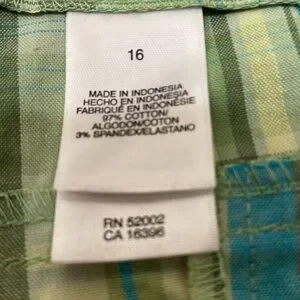 16
MADE IN INDONESIA
HECHO EN INDONESIA
FABRIQUÉ EN INDONÉSIE
97% COTTON/
ALGODON/COTON
3% SPANDEX/ELASTANO
RN 52002
CA 16396